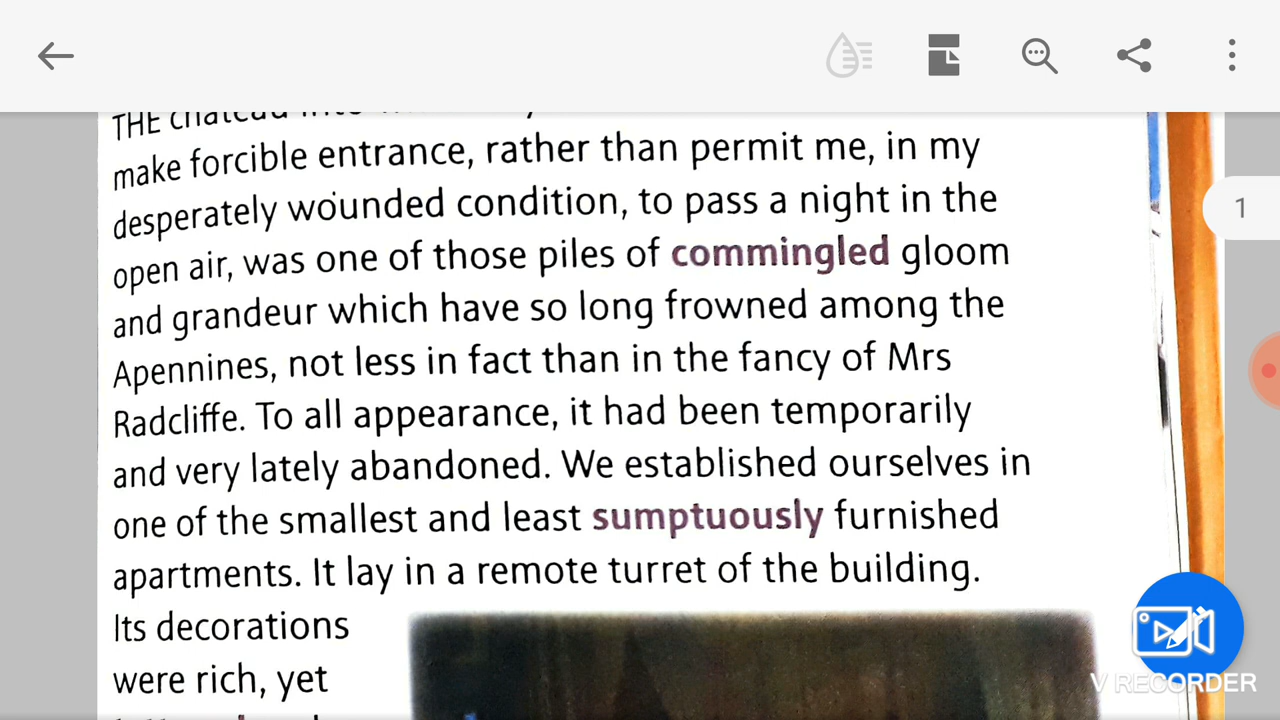 1
THE chateau into
make forcible entrance, rather than permit me, in my
desperately wounded condition, to pass a night in the
open air, was one of those piles of commingled gloom
and grandeur which have so long frowned among the
Apennines, not less in fact than in the fancy of Mrs
Radcliffe. To all appearance, it had been temporarily
and very lately abandoned. We established ourselves in
one of the smallest and least sumptuously furnished
apartments. It lay in a remote turret of the building.
Its decorations
were rich, yet
V RECORDER